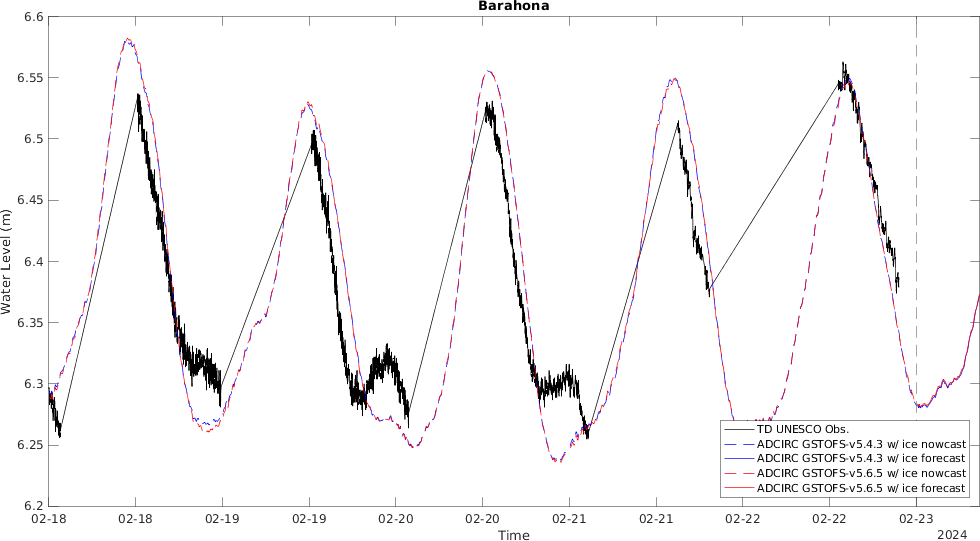 Barahona
6.6
6.55
6.5
6.45
6.4
6.35
6.3
6.25
6.2
Water Level (m)
02-18
02-18
02-19
02-19
02-20
02-20
02-21
02-21
02-22
02-22
02-23
Time
2024
TD UNESCO Obs.
ADCIRC GSTOFS-v5.4.3 w/ ice nowcast
ADCIRC GSTOFS-v5.4.3 w/ ice forecast
ADCIRC GSTOFS-v5.6.5 w/ ice nowcast
ADCIRC GSTOFS-v5.6.5 w/ ice forecast